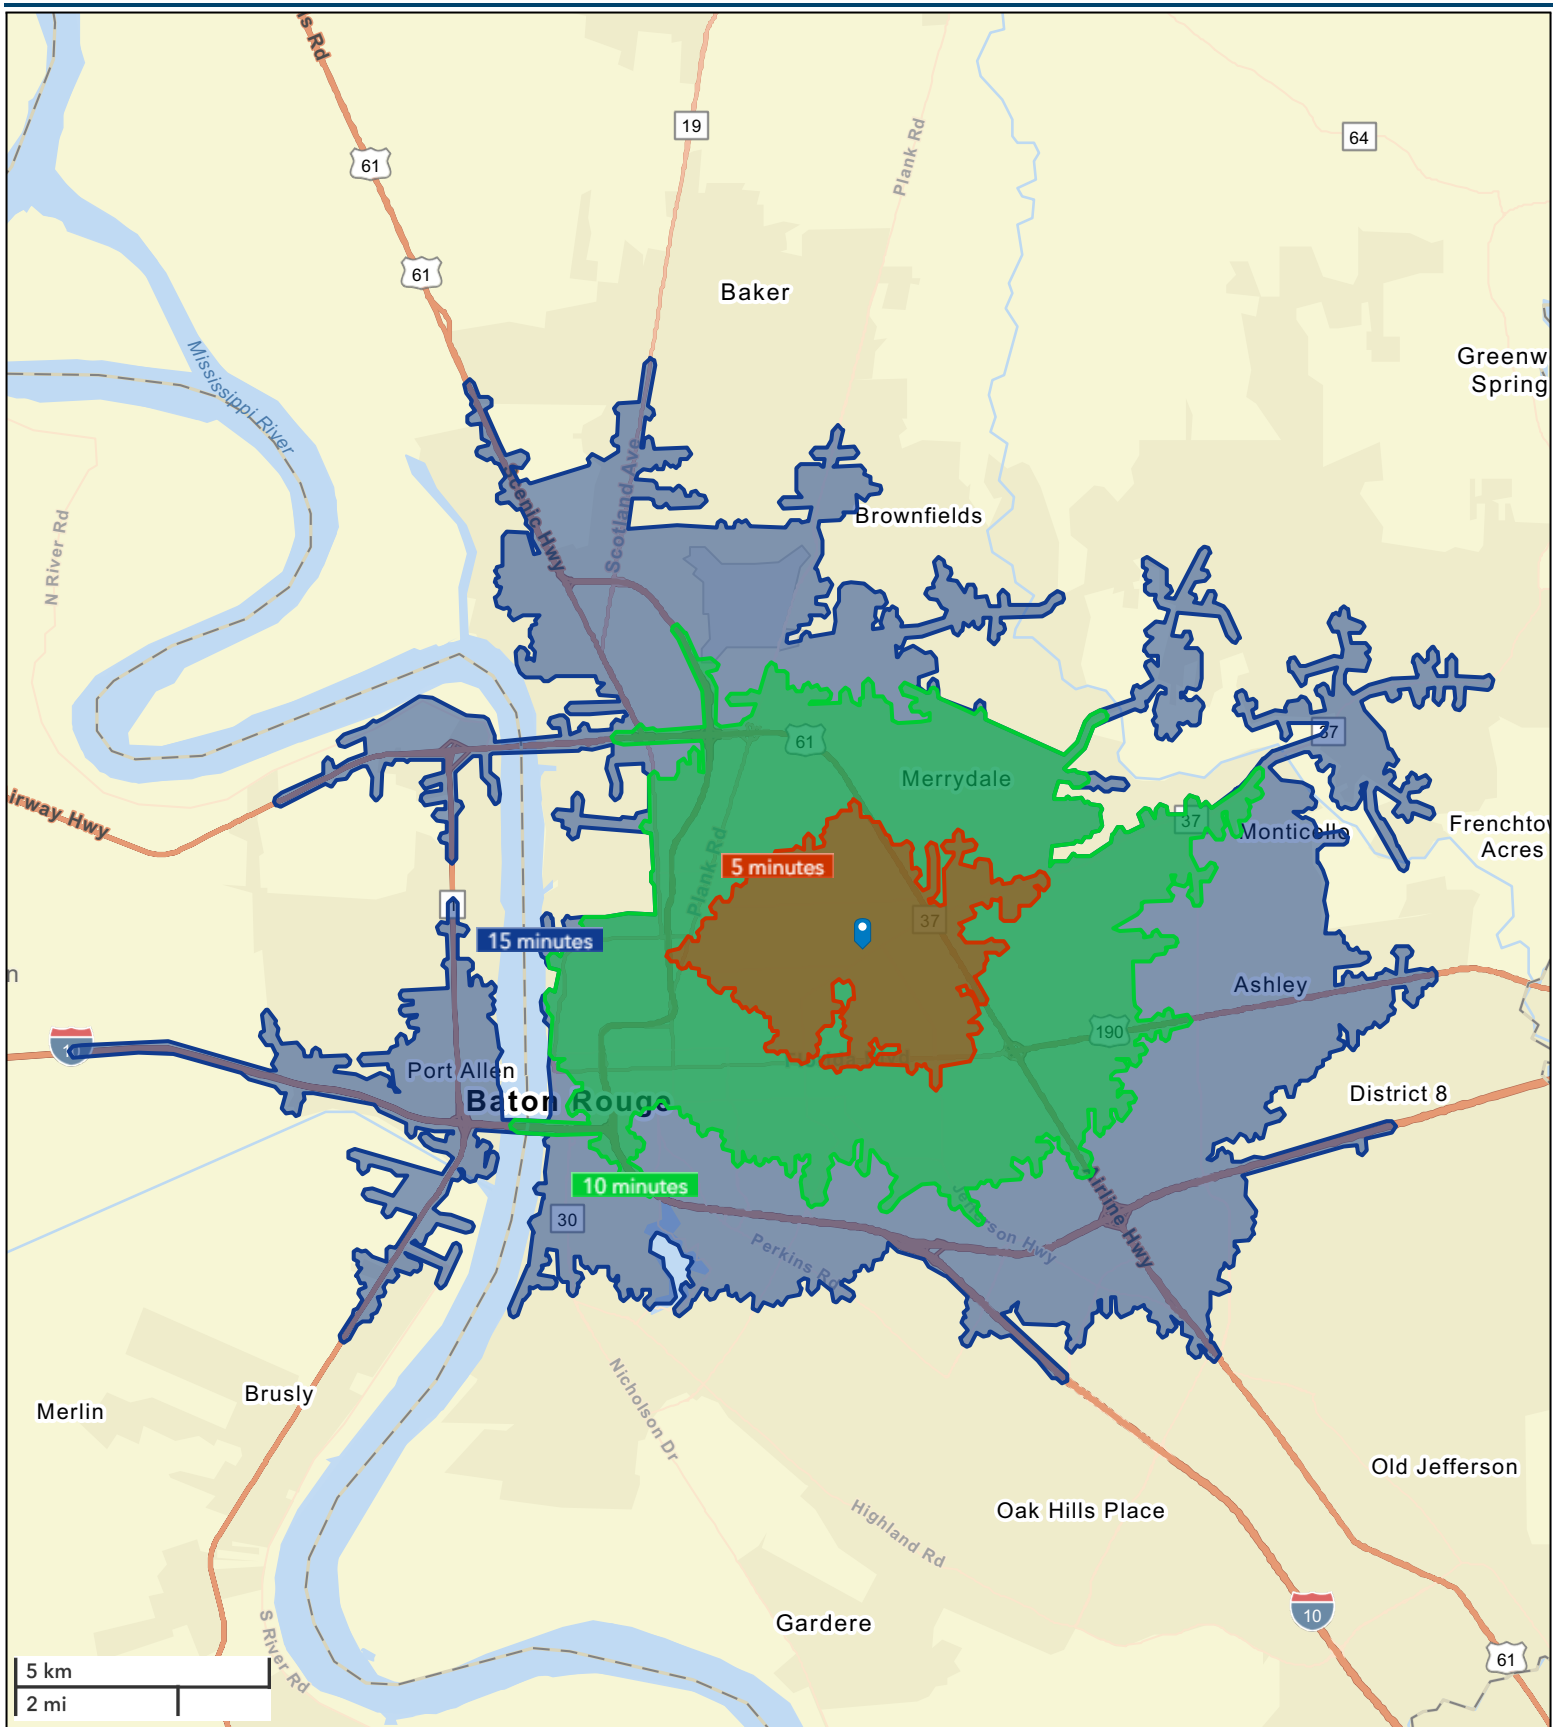 19
64
Plank Rd
61
61
Baker
Mississippi River
Greenw
Spring
Scenic Hwy
Scotland Ave
Brownfields
N River Rd
61
37
Merrydale
irway Hwy
37
Monticello
Frenchtow
Acres
Plank Rd
5 minutes
37
15 minutes
n
Ashley
190
Port Allen
Baton Rouge
District 8
10 minutes
30
Airline Hwy
Jefferson Hwy
Perkins Rd
Nicholson Dr
Brusly
Merlin
Old Jefferson
Oak Hills Place
Highland Rd
10
Gardere
S River Rd
61
5 km
2 mi